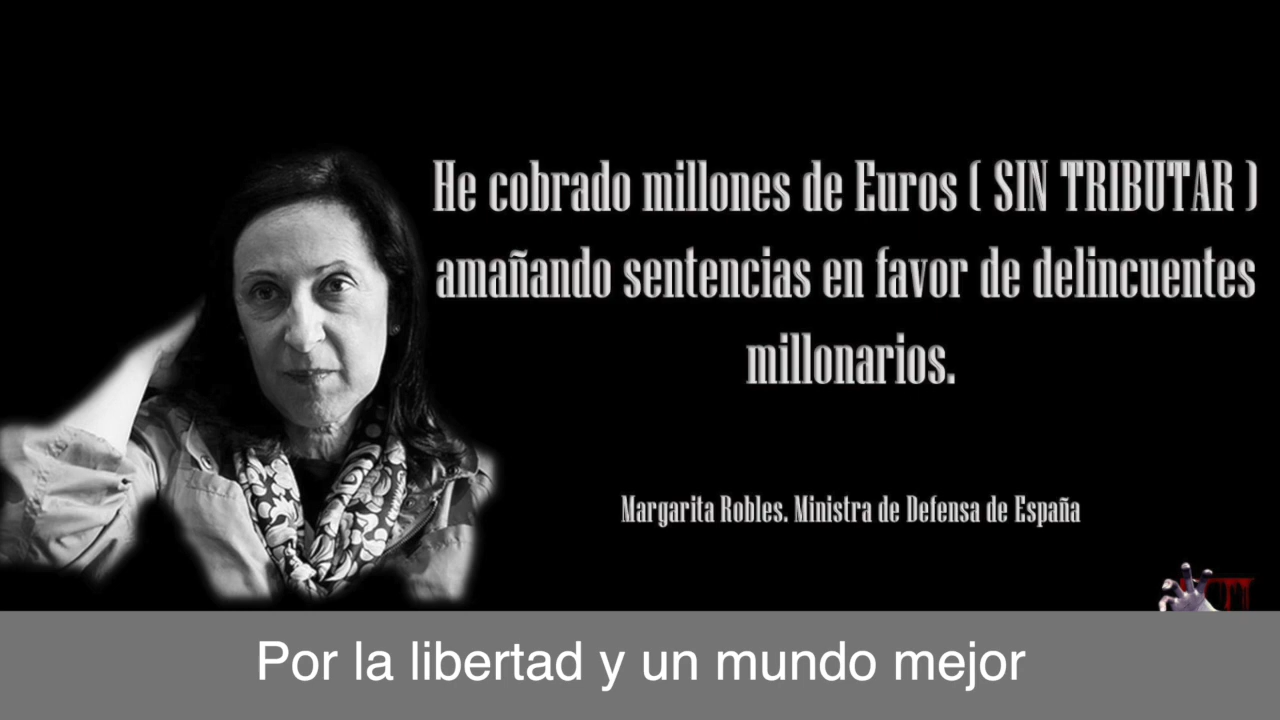 He cobrado millones de Euros ( SIN TRIBUTAR )
amañando sentencias en favor de delincuentes
millonarios.
Margarita Robles. Ministra de Defensa de España
Por la libertad y un mundo mejor